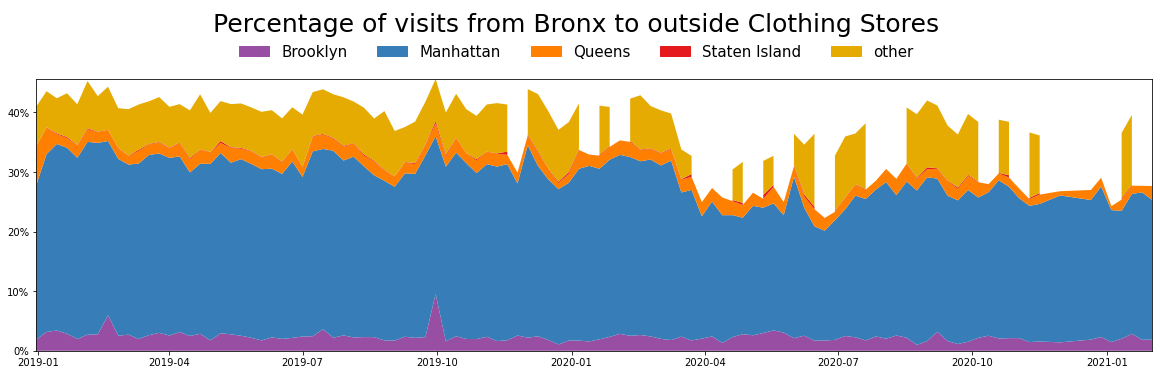 Percentage of visits from Bronx to outside Clothing Stores
Brooklyn Manhattan Queens Staten Island other
40%
30%
20%
10%
0%
2019-01 2019-04 2019-07 2019-10 2020-01 2020-04 2020-07 2020-10 2021-01